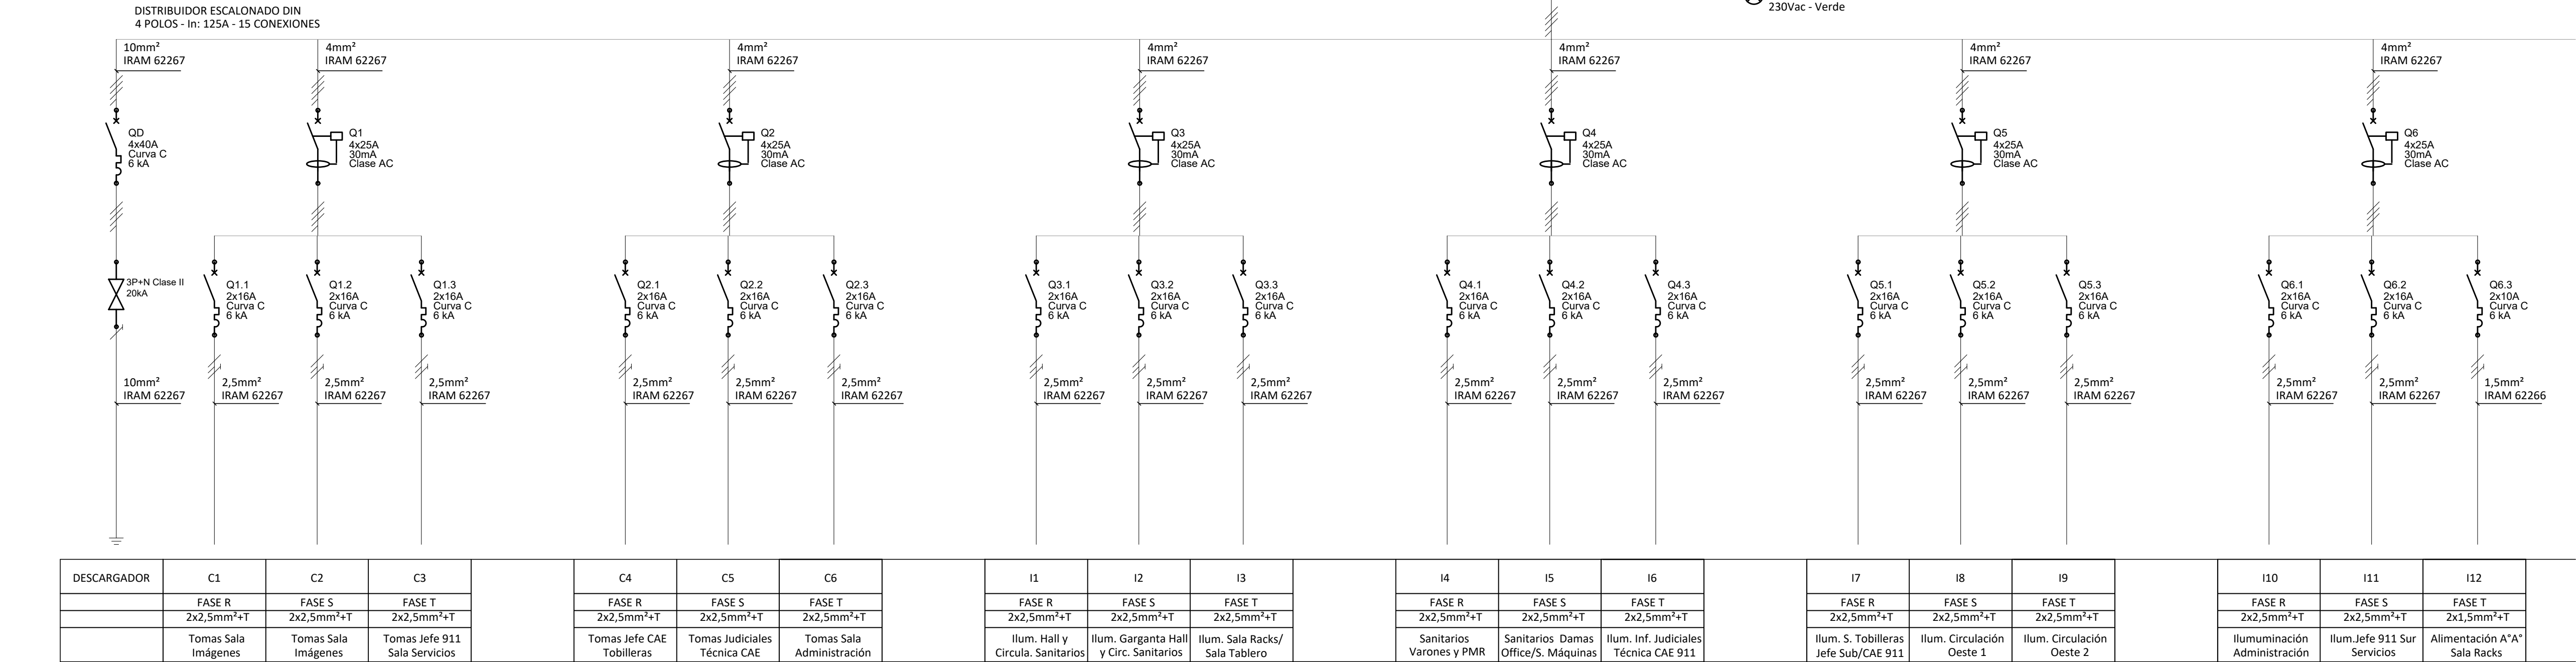 DISTRIBUIDOR ESCALONADO DIN
4 POLOS - In: 125A - 15 CONEXIONES
230Vac - Verde
10mm²
IRAM 62267
4mm²
IRAM 62267
4mm²
IRAM 62267
4mm²
IRAM 62267
4mm²
IRAM 62267
4mm²
IRAM 62267
4mm²
IRAM 62267
QD
4x40A
Curva C
6 kA
Q1
4x25A
30mA
Clase AC
Q2
4x25A
30mA
Clase AC
Q3
4x25A
30mA
Clase AC
Q4
4x25A
30mA
Clase AC
Q5
4x25A
30mA
Clase AC
Q6
4x25A
30mA
Clase AC
3P+N Clase II
20kA
Q1.1
2x16A
Curva C
6 kA
Q1.2
2x16A
Curva C
6 kA
Q1.3
2x16A
Curva C
6 kA
Q2.1
2x16A
Curva C
6 kA
Q2.2
2x16A
Curva C
6 kA
Q2.3
2x16A
Curva C
6 kA
Q3.1
2x16A
Curva C
6 kA
Q3.2
2x16A
Curva C
6 kA
Q3.3
2x16A
Curva C
6 kA
Q4.1
2x16A
Curva C
6 kA
Q4.2
2x16A
Curva C
6 kA
Q4.3
2x16A
Curva C
6 kA
Q5.1
2x16A
Curva C
6 kA
Q5.2
2x16A
Curva C
6 kA
Q5.3
2x16A
Curva C
6 kA
Q6.1
2x16A
Curva C
6 kA
Q6.2
2x16A
Curva C
6 kA
Q6.3
2x10A
Curva C
6 kA
10mm²
IRAM 62267
2,5mm²
IRAM 62267
2,5mm²
IRAM 62267
2,5mm²
IRAM 62267
2,5mm²
IRAM 62267
2,5mm²
IRAM 62267
2,5mm²
IRAM 62267
2,5mm²
IRAM 62267
2,5mm²
IRAM 62267
2,5mm²
IRAM 62267
2,5mm²
IRAM 62267
2,5mm²
IRAM 62267
2,5mm²
IRAM 62267
2,5mm²
IRAM 62267
2,5mm²
IRAM 62267
2,5mm²
IRAM 62267
2,5mm²
IRAM 62267
2,5mm²
IRAM 62267
1,5mm²
IRAM 62266
DESCARGADOR C1 C2 C3 C4 C5 C6 I1 I2 I3 I4 I5 I6 I7 I8 I9 I10 I11 I12
FASE R FASE S FASE T FASE R FASE S FASE T FASE R FASE S FASE T FASE R FASE S FASE T FASE R FASE S FASE T FASE R FASE S FASE T
2x2,5mm²+T 2x2,5mm²+T 2x2,5mm²+T 2x2,5mm²+T 2x2,5mm²+T 2x2,5mm²+T 2x2,5mm²+T 2x2,5mm²+T 2x2,5mm²+T 2x2,5mm²+T 2x2,5mm²+T 2x2,5mm²+T 2x2,5mm²+T 2x2,5mm²+T 2x2,5mm²+T 2x2,5mm²+T 2x2,5mm²+T 2x1,5mm²+T
Tomas Sala
Imágenes
Tomas Sala
Imágenes
Tomas Jefe 911
Sala Servicios
Tomas Jefe CAE
Tobilleras
Tomas Judiciales
Técnica CAE
Tomas Sala
Administración
Ilum. Hall y
Circula. Sanitarios
Ilum. Garganta Hall
y Circ. Sanitarios
Ilum. Sala Racks/
Sala Tablero
Sanitarios
Varones y PMR
Sanitarios Damas
Office/S. Máquinas
Ilum. Inf. Judiciales
Técnica CAE 911
Ilum. S. Tobilleras
Jefe Sub/CAE 911
Ilum. Circulación
Oeste 1
Ilum. Circulación
Oeste 2
Ilumuminación
Administración
Ilum.Jefe 911 Sur
Servicios
Alimentación A°A°
Sala Racks